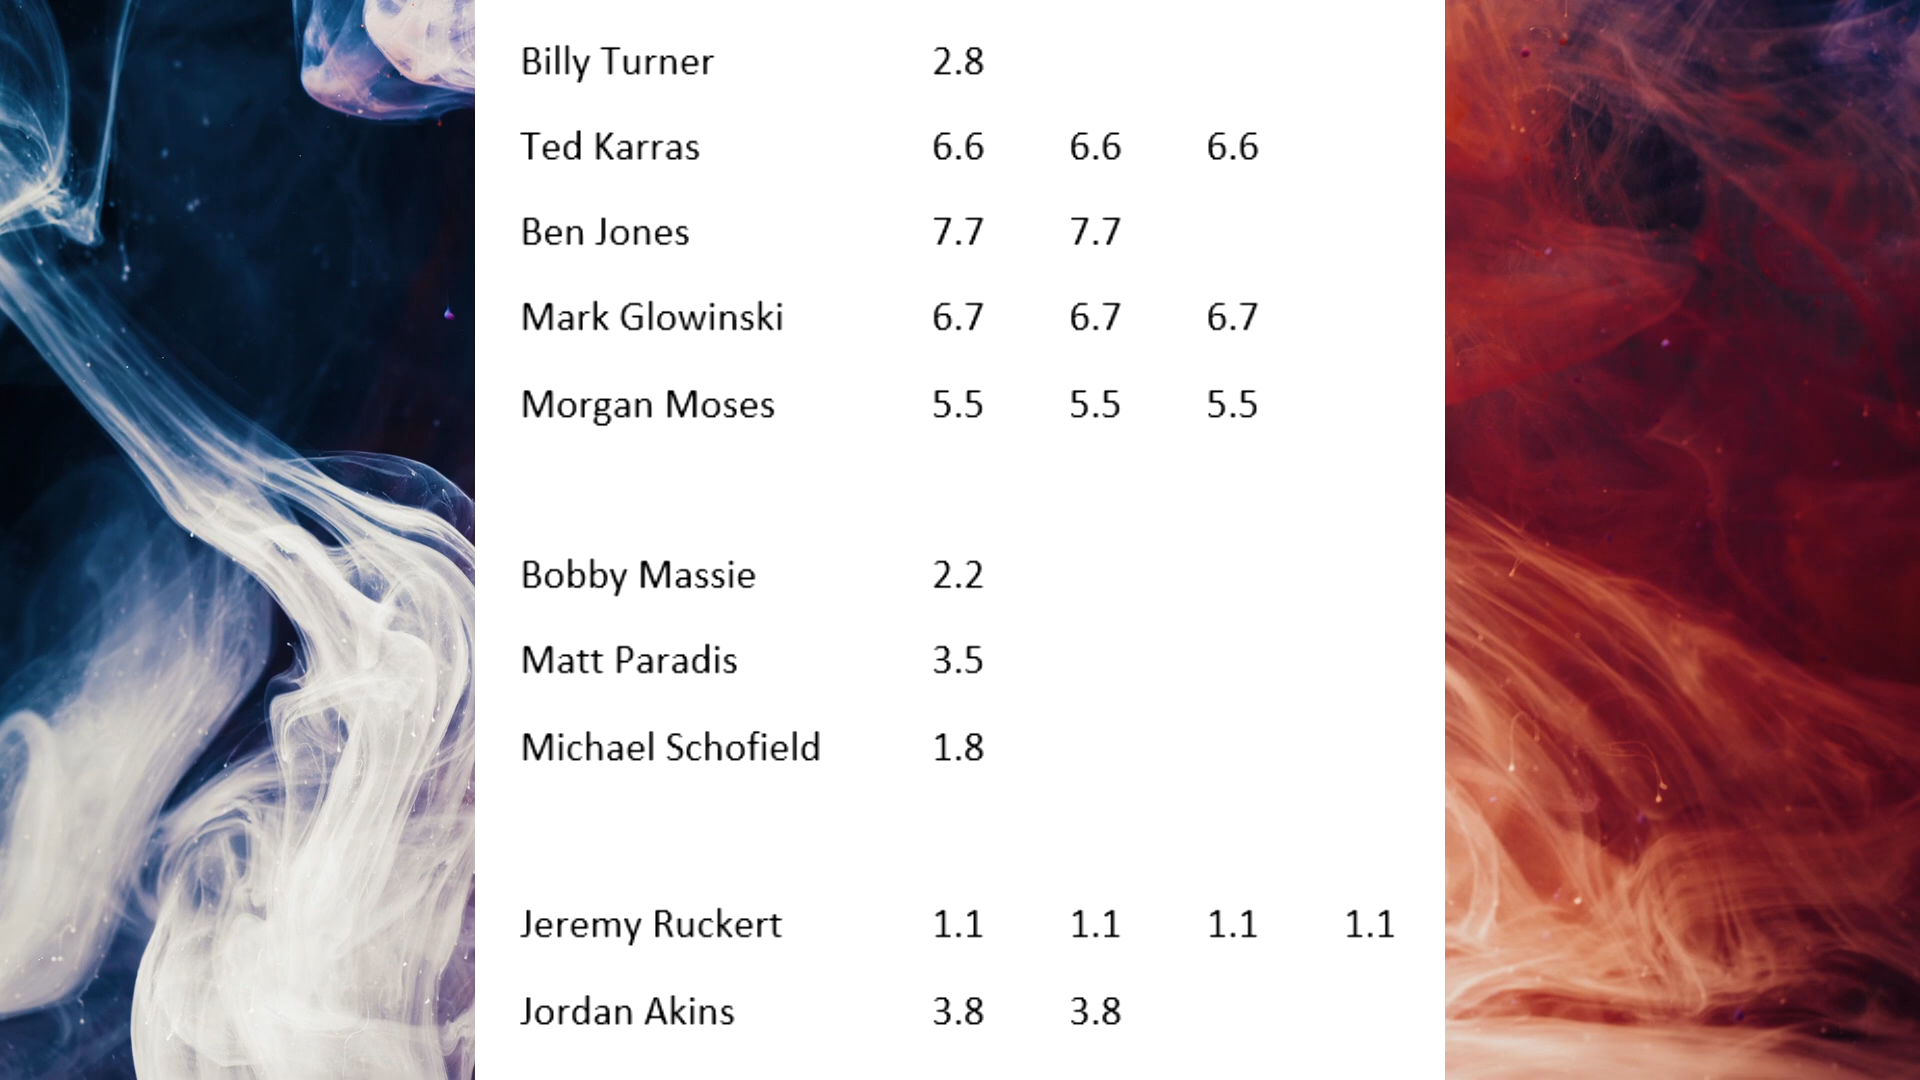 Billy Turner 2.8
Ted Karras 6.6 6.6 6.6
Ben Jones 7.7 7.7
Mark Glowinski 6.7 6.7 6.7
Morgan Moses 5.5 5.5 5.5
Bobby Massie 2.2
Matt Paradis 3.5
Michael Schofield 1.8
Jeremy Ruckert 1.1 1.1 1.1 1.1
Jordan Akins 3.8 3.8